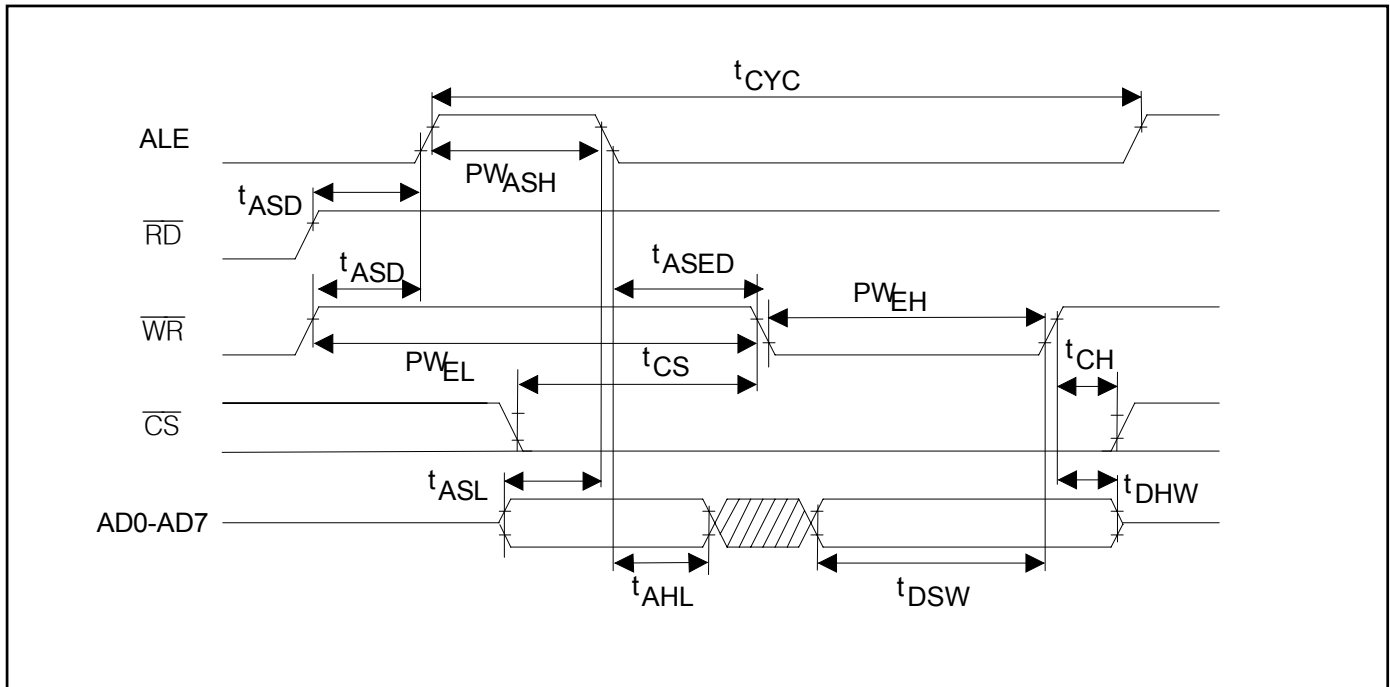 tCYC
ALE
PWASH
tASD
RD
tASD
tASED
PWEH
WR
PWEL
tCS
tCH
CS
tASL
tDHW
AD0-AD7
tAHL
tDSW